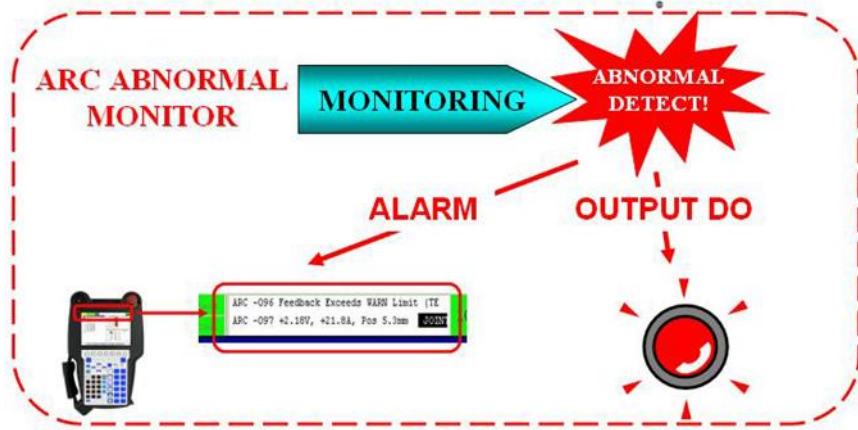 ARC ABNORMAL
MONITOR
MONITORING
ABNORMAL
DETECT!
ALARM
OUTPUT DO
ARC -096 Feedback Exceeds WARN Limit (TE
ARC -097 +2.18V, +21.8A, Pos 5.3mm JOINT